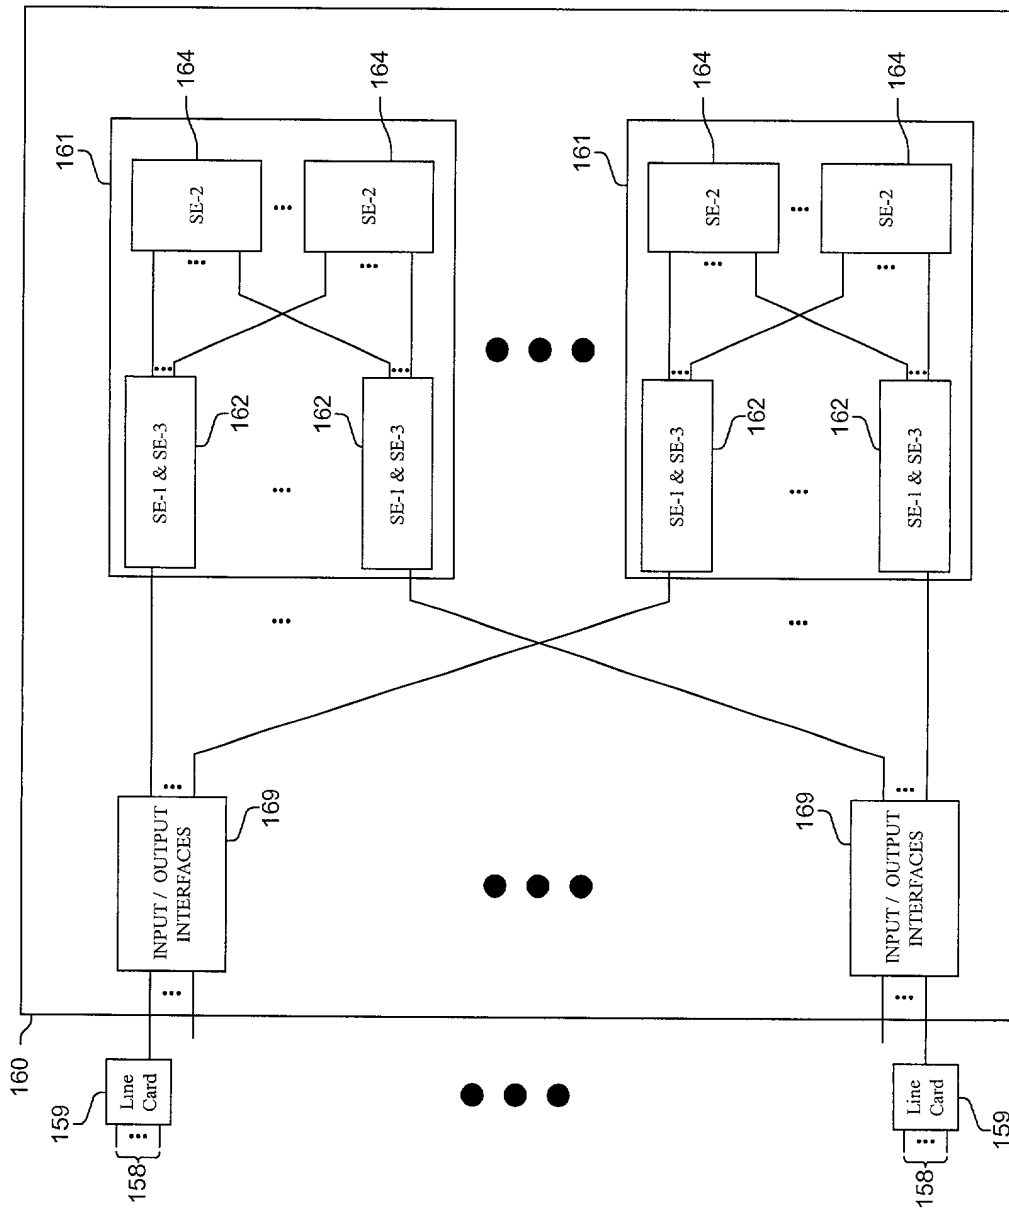 160
159
161
158
Line
Card
INPUT / OUTPUT
INTERFACES
SE-1 & SE-3
SE-2
164
162
169
162
SE-1 & SE-3
SE-2
164
161
SE-1 & SE-3
SE-2
164
162
169
162
SE-1 & SE-3
SE-2
164
158
Line
Card
INPUT / OUTPUT
INTERFACES
159